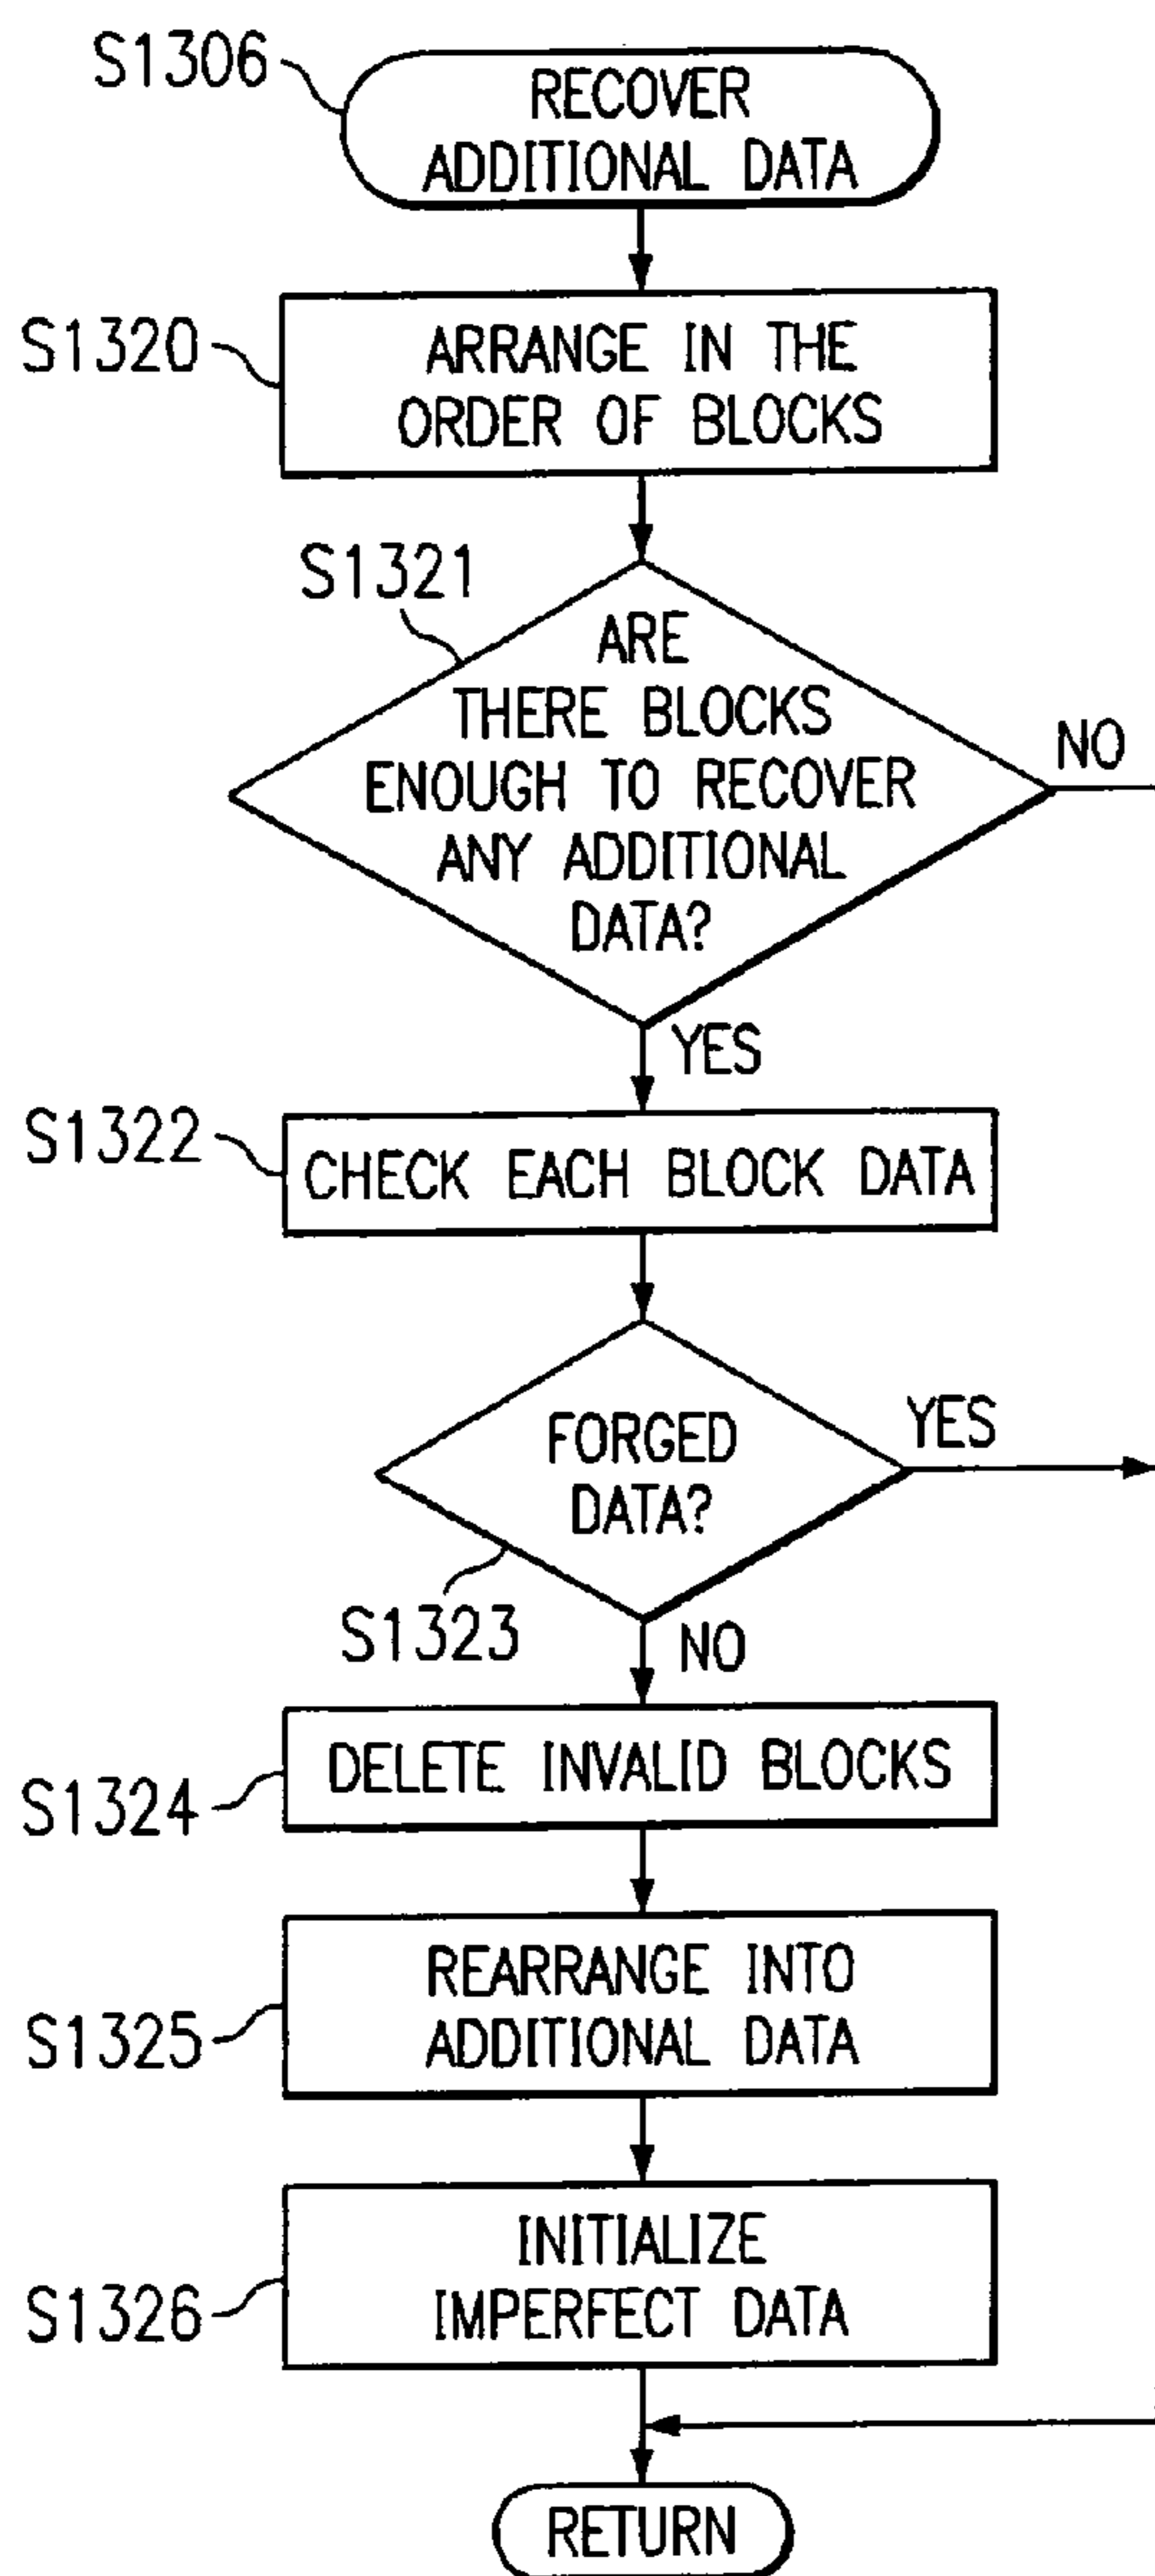 S1306
RECOVER
ADDITIONAL DATA
S1320
ARRANGE IN THE
ORDER OF BLOCKS
S1321
ARE
THERE BLOCKS
ENOUGH TO RECOVER
ANY ADDITIONAL
DATA?
NO
YES
S1322
CHECK EACH BLOCK DATA
FORGED
DATA?
YES
S1323
NO
S1324
DELETE INVALID BLOCKS
REARRANGE INTO
ADDITIONAL DATA
S1325
INITIALIZE
IMPERFECT DATA
S1326
RETURN